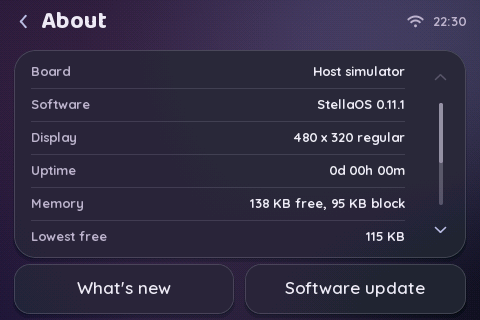 About
22:30
Board Host simulator
Software StellaOS 0.11.1
Display 480 x 320 regular
Uptime 0d 00h 00m
Memory 138 KB free, 95 KB block
Lowest free 115 KB
What's new
Software update